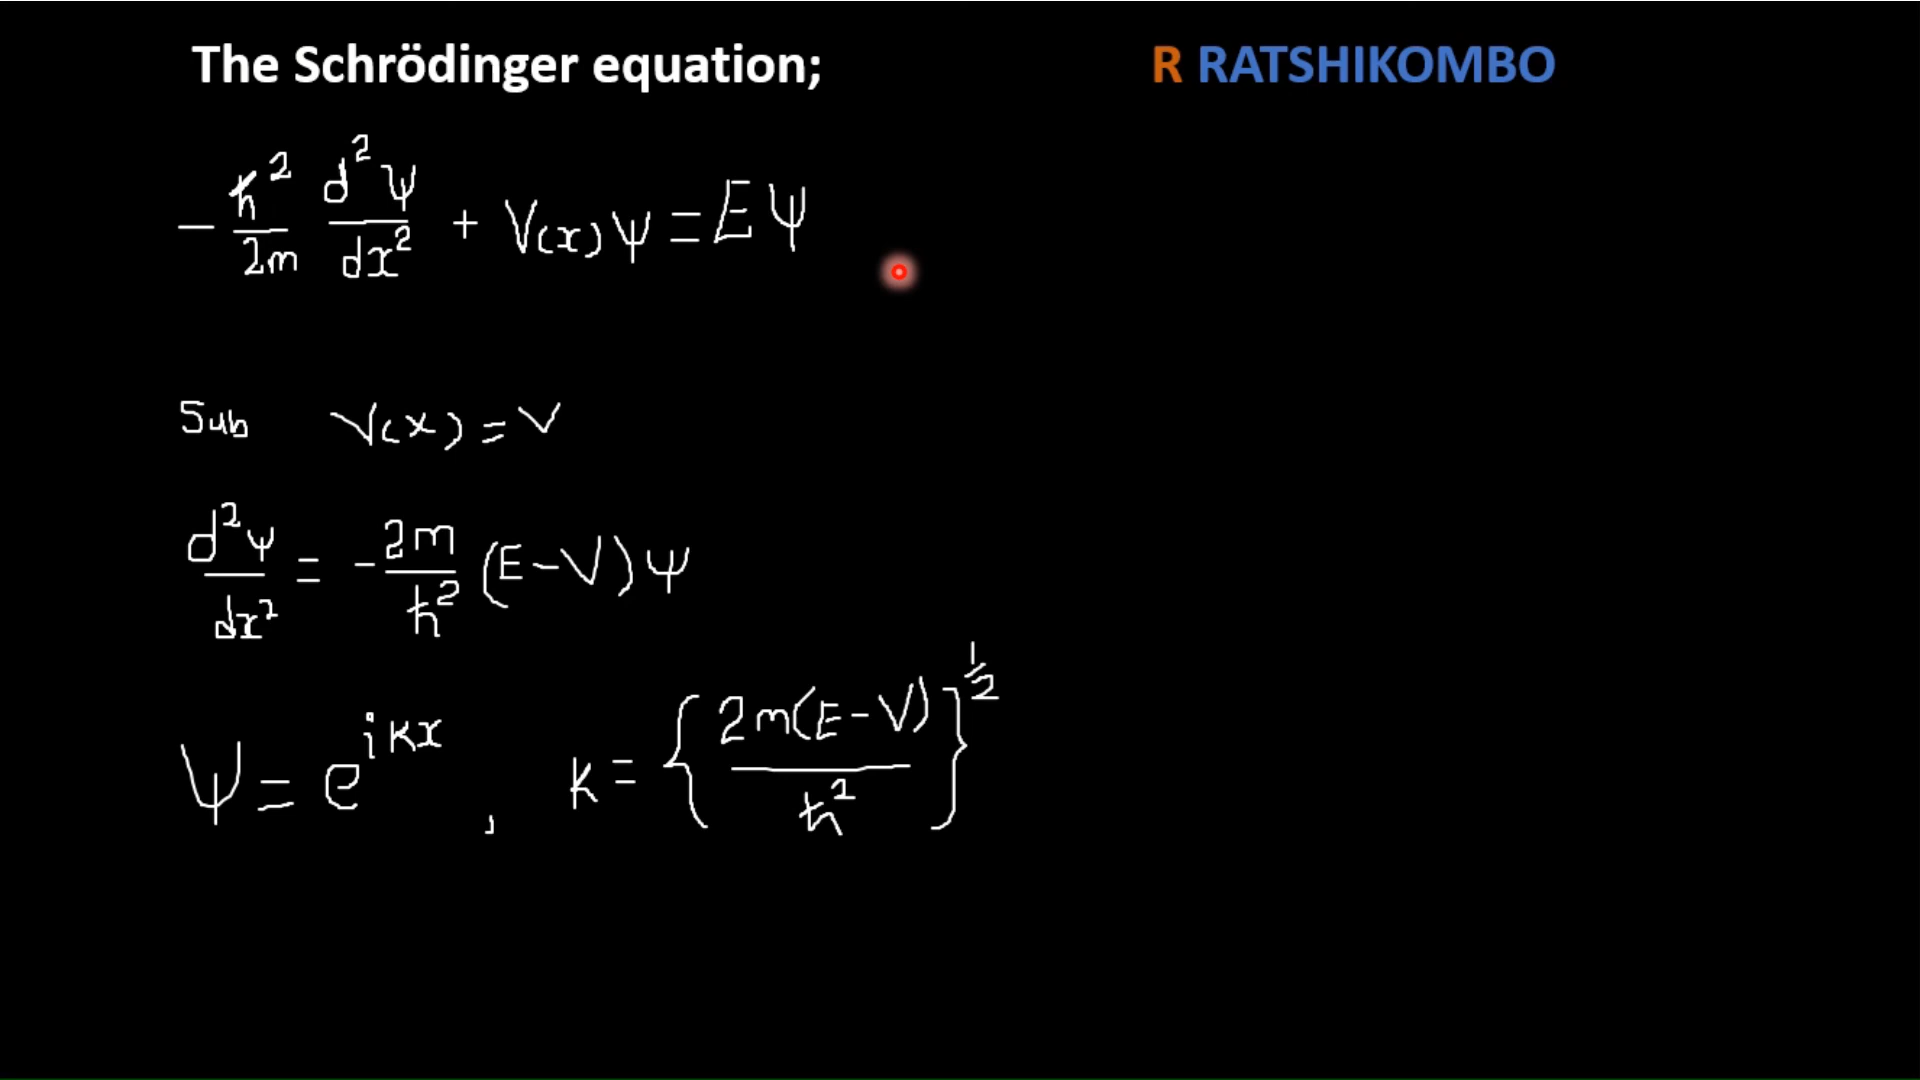 The Schrödinger equation;
R RATSHIKOMBO
-ħ²/2m d²ψ/dx² + V(x)ψ = Eψ
Sub V(x) = V
d²ψ/dx² = -2m/ħ² (E-V)ψ
ψ = e^{ikx}, k = {2m(E-V)/ħ²}^{1/2}